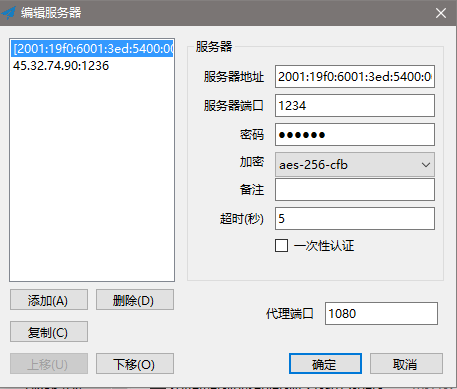 编辑服务器
[2001:19f0:6001:3ed:5400:00
45.32.74.90:1236
服务器
服务器地址 2001:19f0:6001:3ed:5400:00
服务器端口 1234
密码 ●●●●●●
加密 aes-256-cfb
备注
超时(秒) 5
一次性认证
添加(A) 删除(D)
代理端口 1080
复制(C)
上移(U) 下移(O) 确定 取消